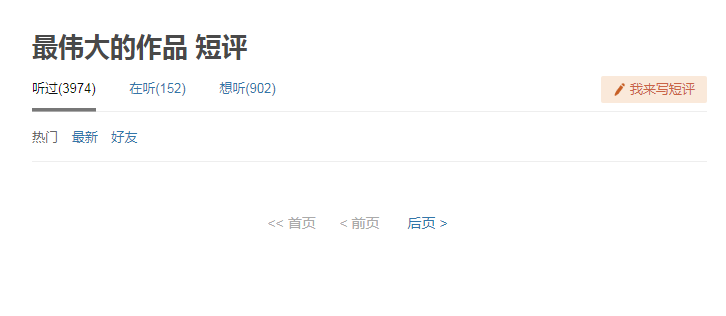 最伟大的作品 短评
听过(3974) 在听(152) 想听(902) 我来写短评
热门 最新 好友
<< 首页 < 前页 后页 >